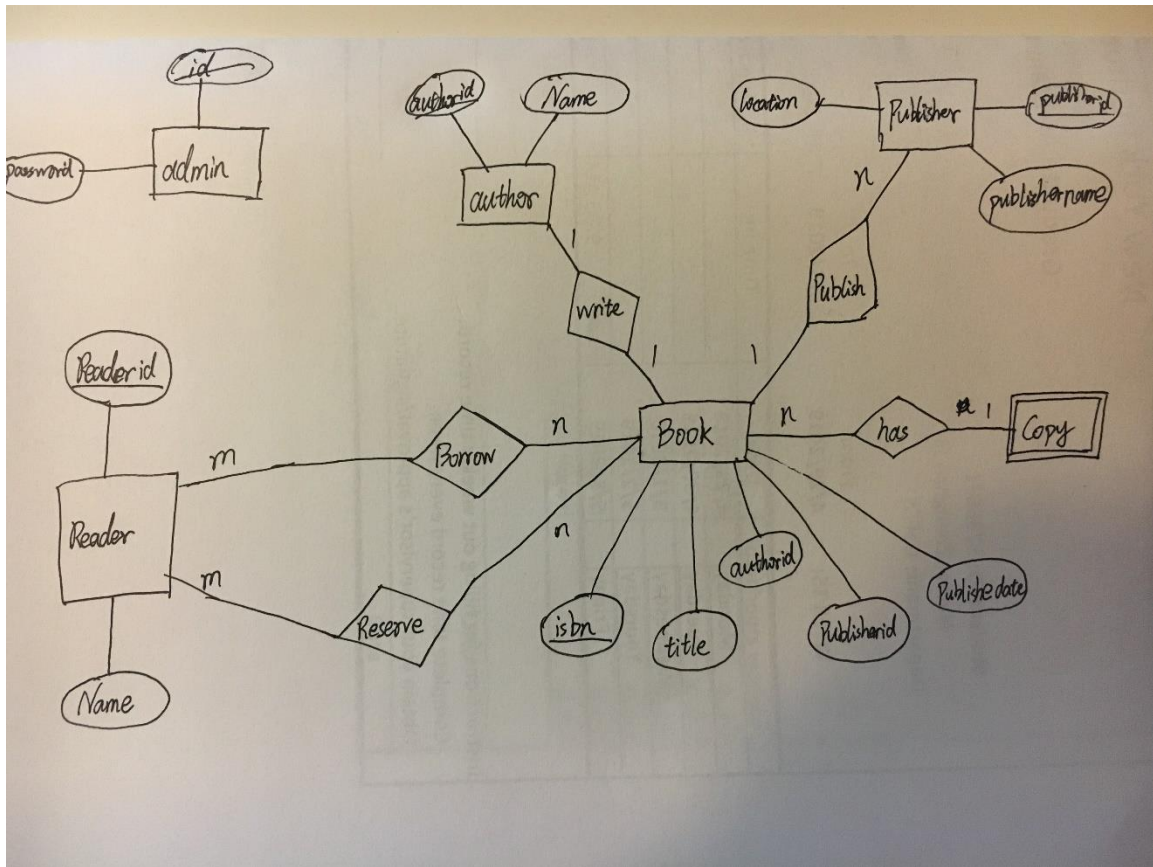 id
password
admin
authorid
Name
author
location
Publisher
publisherid
publishername
n
Publish
1
1
write
1
Readerid
Reader
Name
m
Borrow
n
m
Reserve
n
Book
n
has
1
Copy
isbn
title
authorid
Publisherid
Publishedate